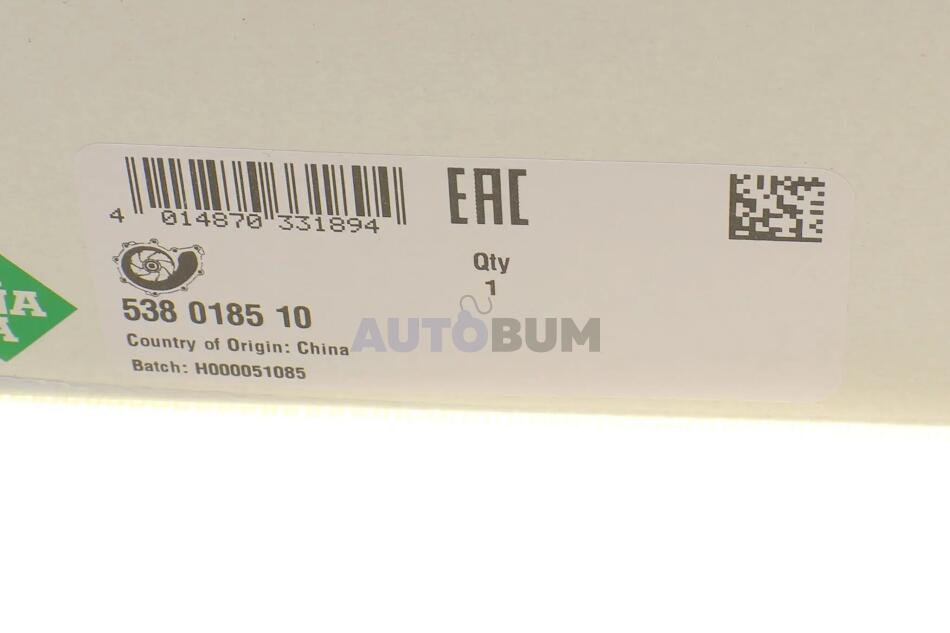 4 014870 331894
EAC
Qty
1
538 0185 10
Country of Origin: China
Batch: H000051085
AUTOBUM